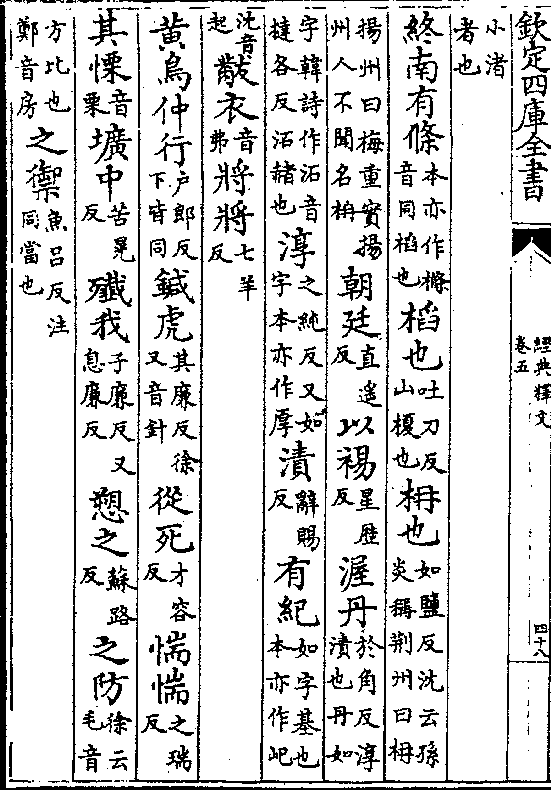 欽定四庫全書
經典釋文
卷五
四十八
小渚者也
終南有條本亦作樤音同槄也槄也吐刀反山榎也枏也如鹽反沈云孫炎稱荆州曰枏
揚州曰梅重實揚州人不聞名枏朝廷直遥反以裼星歴反渥丹於角反淳漬也丹如
字韓詩作沰音撻各反沰赭也淳之純反又如字本亦作厚漬辭賜反有紀如字基也本亦作屺
沈音起黻衣音弗將將七羊反
黄鳥仲行户郎反下皆同鍼虎其廉反徐又音針從死才容反惴惴之瑞反
其慄音栗壙中苦晃反殲我子廉反又息廉反愬之蘇路反之防徐云毛音
方比也鄭音房之禦魚吕反注同當也